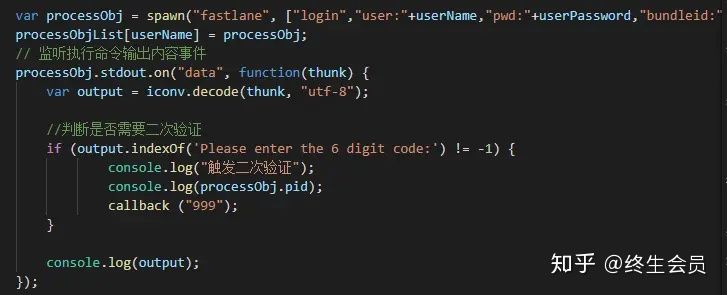 var processObj = spawn("fastlane", ["login","user:"+userName,"pwd:"+userPassword,"bundleid:"
processObjList[userName] = processObj;
// 监听执行命令输出内容事件
processObj.stdout.on("data", function(thunk) {
var output = iconv.decode(thunk, "utf-8");
//判断是否需要二次验证
if (output.indexOf('Please enter the 6 digit code:') != -1) {
console.log("触发二次验证");
console.log(processObj.pid);
callback ("999");
}
console.log(output);
});
知乎 @终生会员